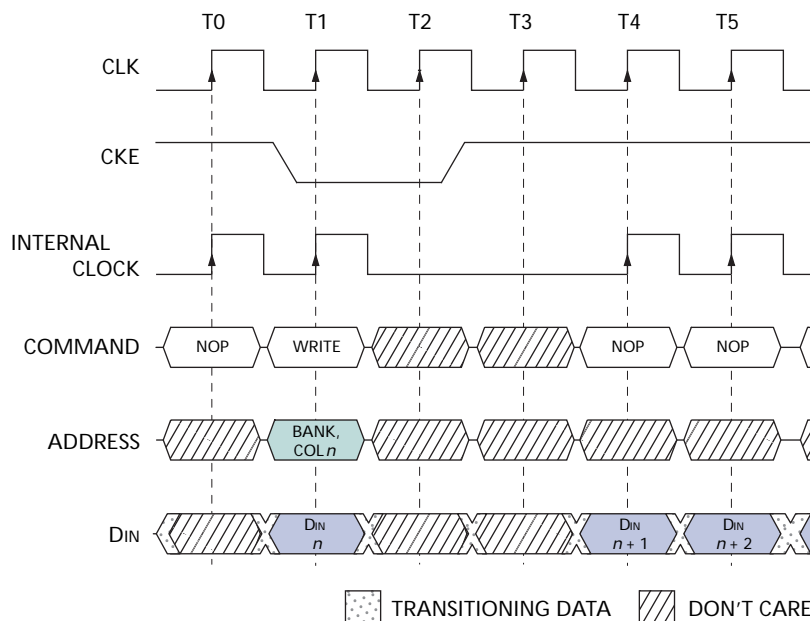 T0 T1 T2 T3 T4 T5
CLK
CKE
INTERNAL
CLOCK
COMMAND NOP WRITE NOP NOP
ADDRESS BANK,
COL n
DIN DIN
n DIN
n + 1 DIN
n + 2
TRANSITIONING DATA DON'T CARE